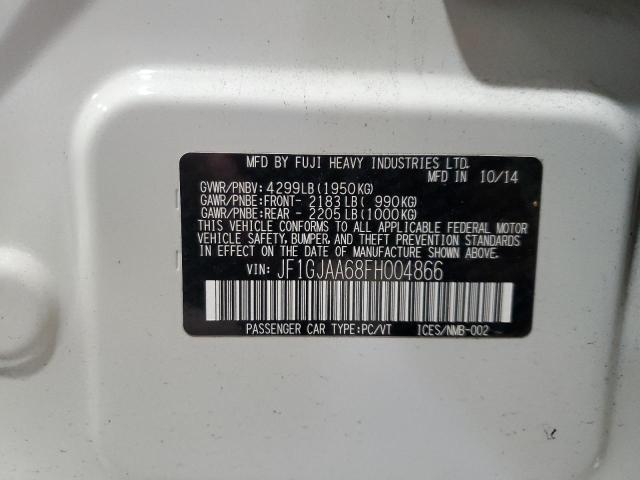 MFD BY FUJI HEAVY INDUSTRIES LTD.
MFD IN 10/14
GVWR/PNBV: 4299LB(1950KG)
GAWR/PNBE:FRONT- 2183LB( 990KG)
GAWR/PNBE:REAR - 2205LB(1000KG)
THIS VEHICLE CONFORMS TO ALL APPLICABLE FEDERAL MOTOR
VEHICLE SAFETY, BUMPER, AND THEFT PREVENTION STANDARDS
IN EFFECT ON THE DATE OF MANUFACTURE SHOWN ABOVE.
VIN: JF1GJAA68FH004866
PASSENGER CAR TYPE:PC/VT ICES/NMB-002